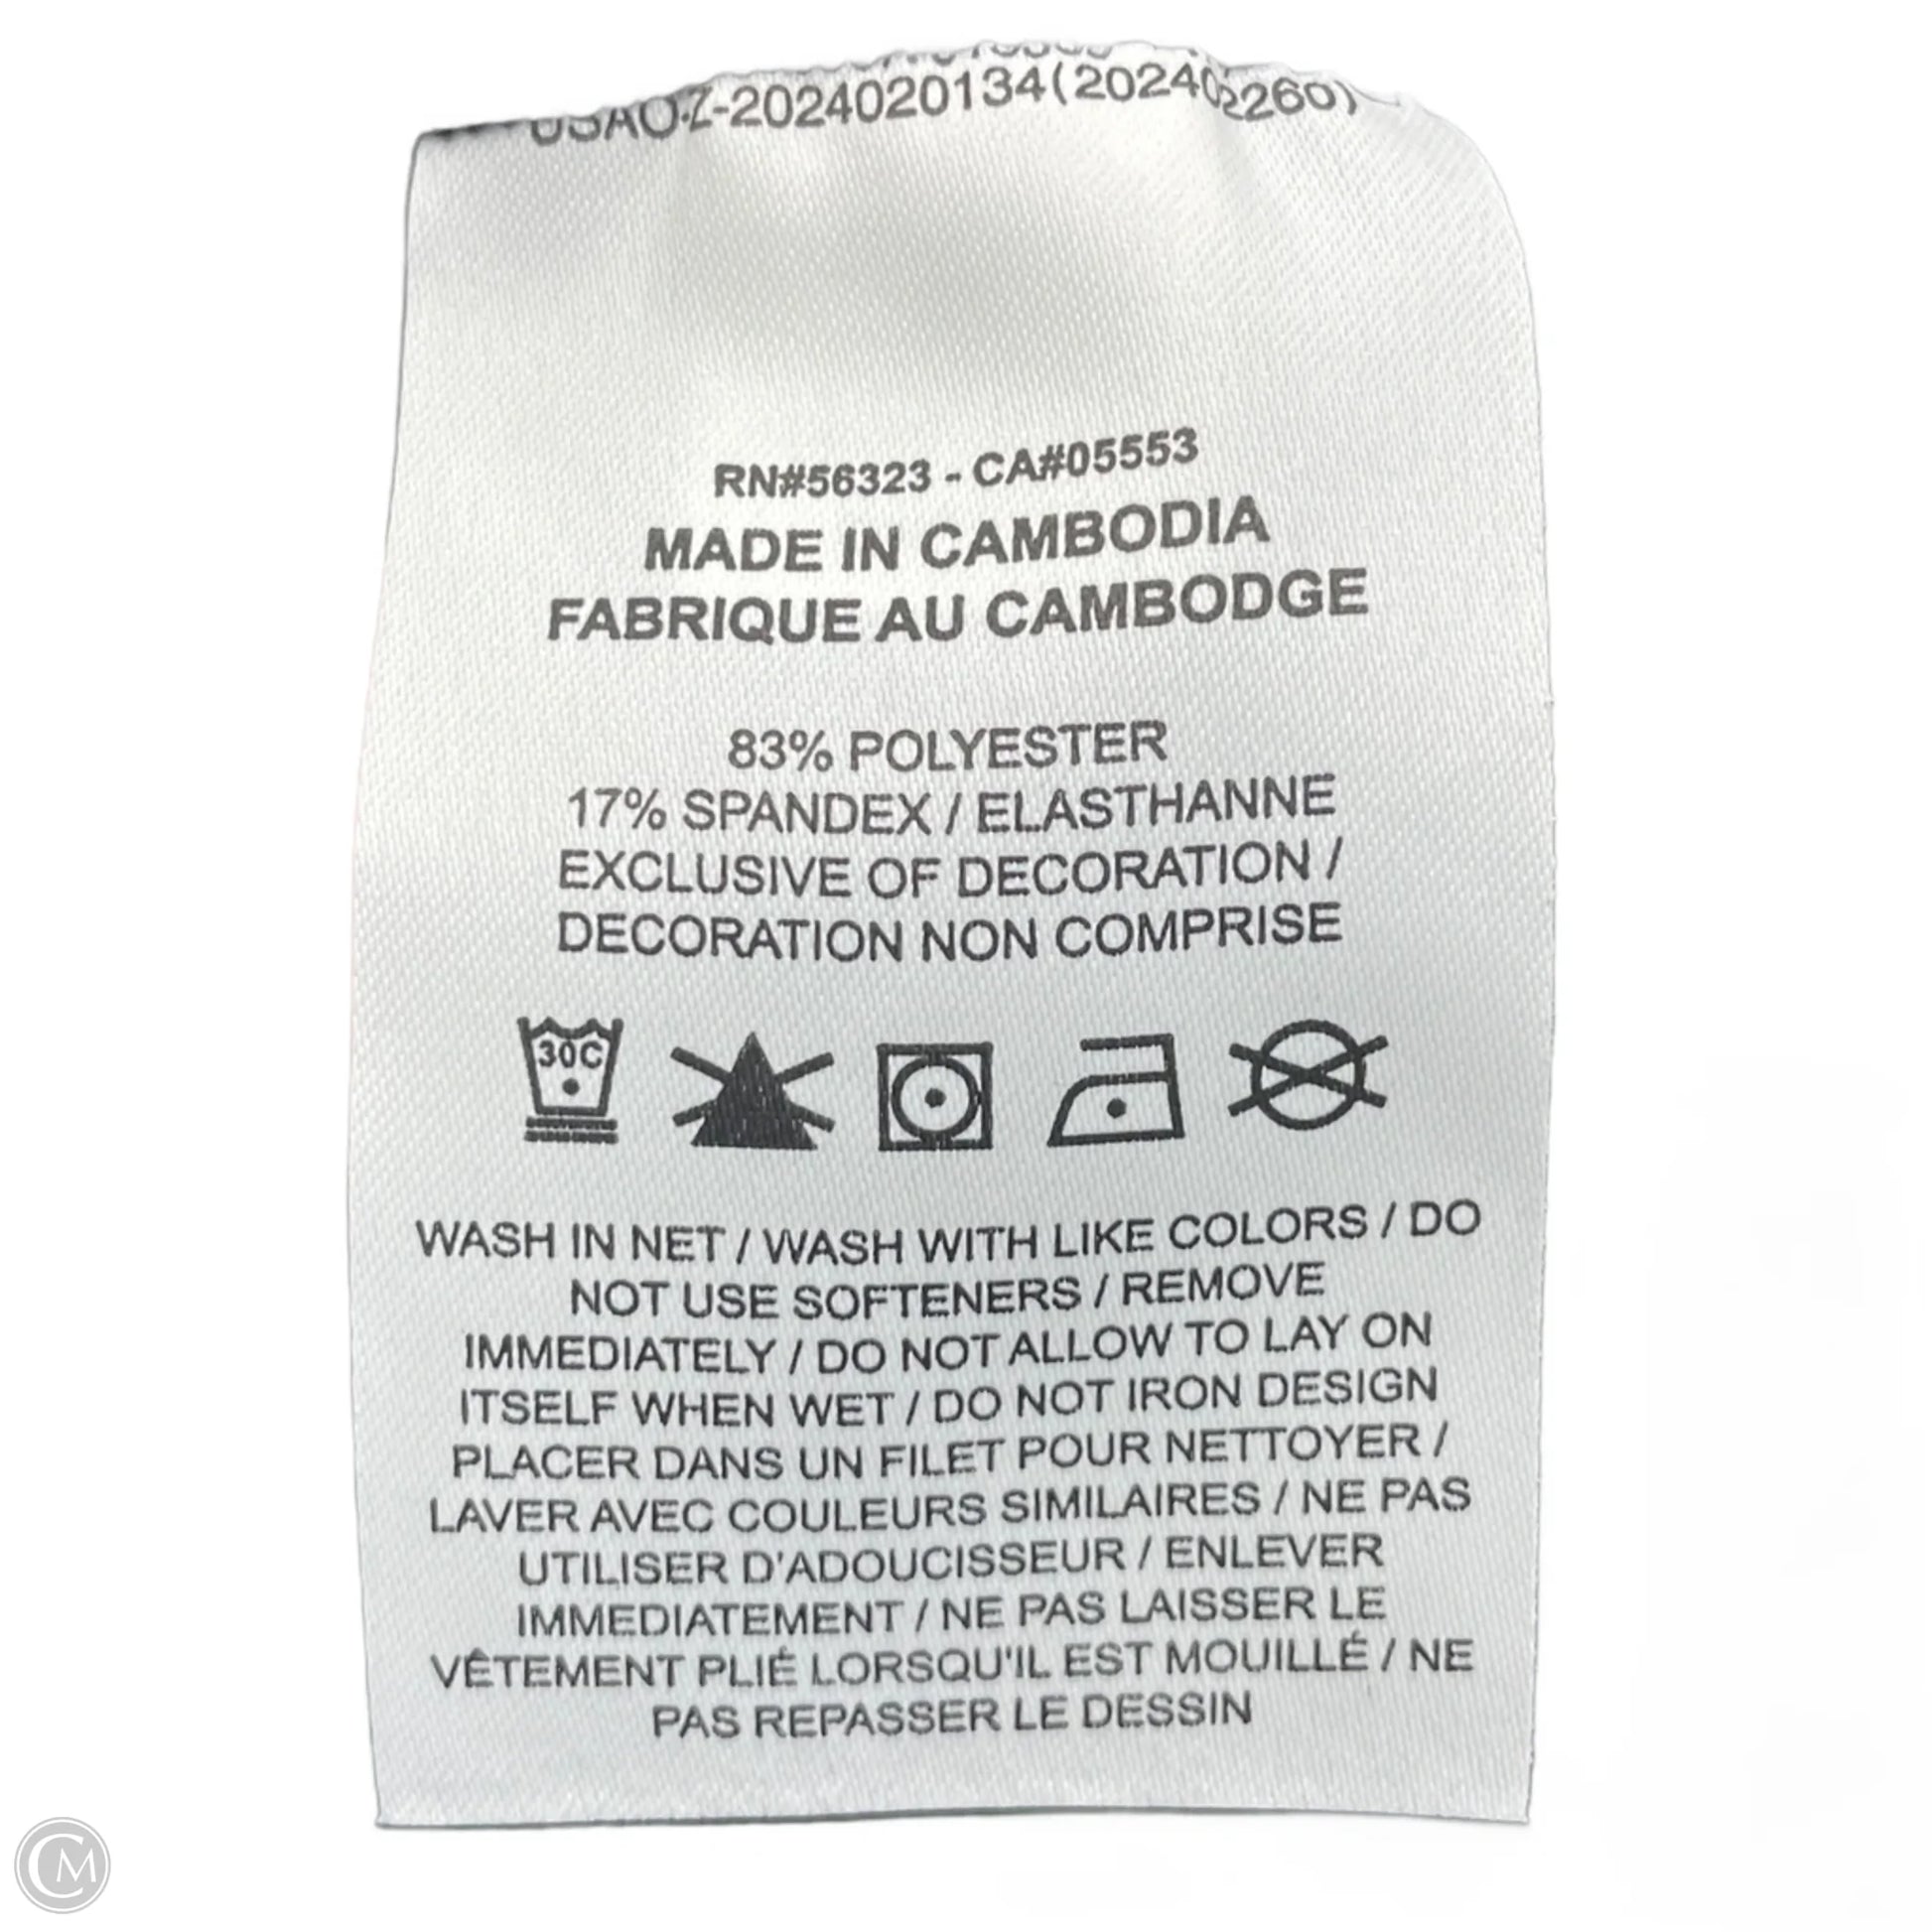 Z-2024020134(202402260)
RN#56323 - CA#05553
MADE IN CAMBODIA
FABRIQUE AU CAMBODGE
83% POLYESTER
17% SPANDEX / ELASTHANNE
EXCLUSIVE OF DECORATION /
DECORATION NON COMPRISE
30C
WASH IN NET / WASH WITH LIKE COLORS / DO
NOT USE SOFTENERS / REMOVE
IMMEDIATELY / DO NOT ALLOW TO LAY ON
ITSELF WHEN WET / DO NOT IRON DESIGN
PLACER DANS UN FILET POUR NETTOYER /
LAVER AVEC COULEURS SIMILAIRES / NE PAS
UTILISER D'ADOUCISSEUR / ENLEVER
IMMEDIATEMENT / NE PAS LAISSER LE
VÊTEMENT PLIÉ LORSQU'IL EST MOUILLÉ / NE
PAS REPASSER LE DESSIN
CM